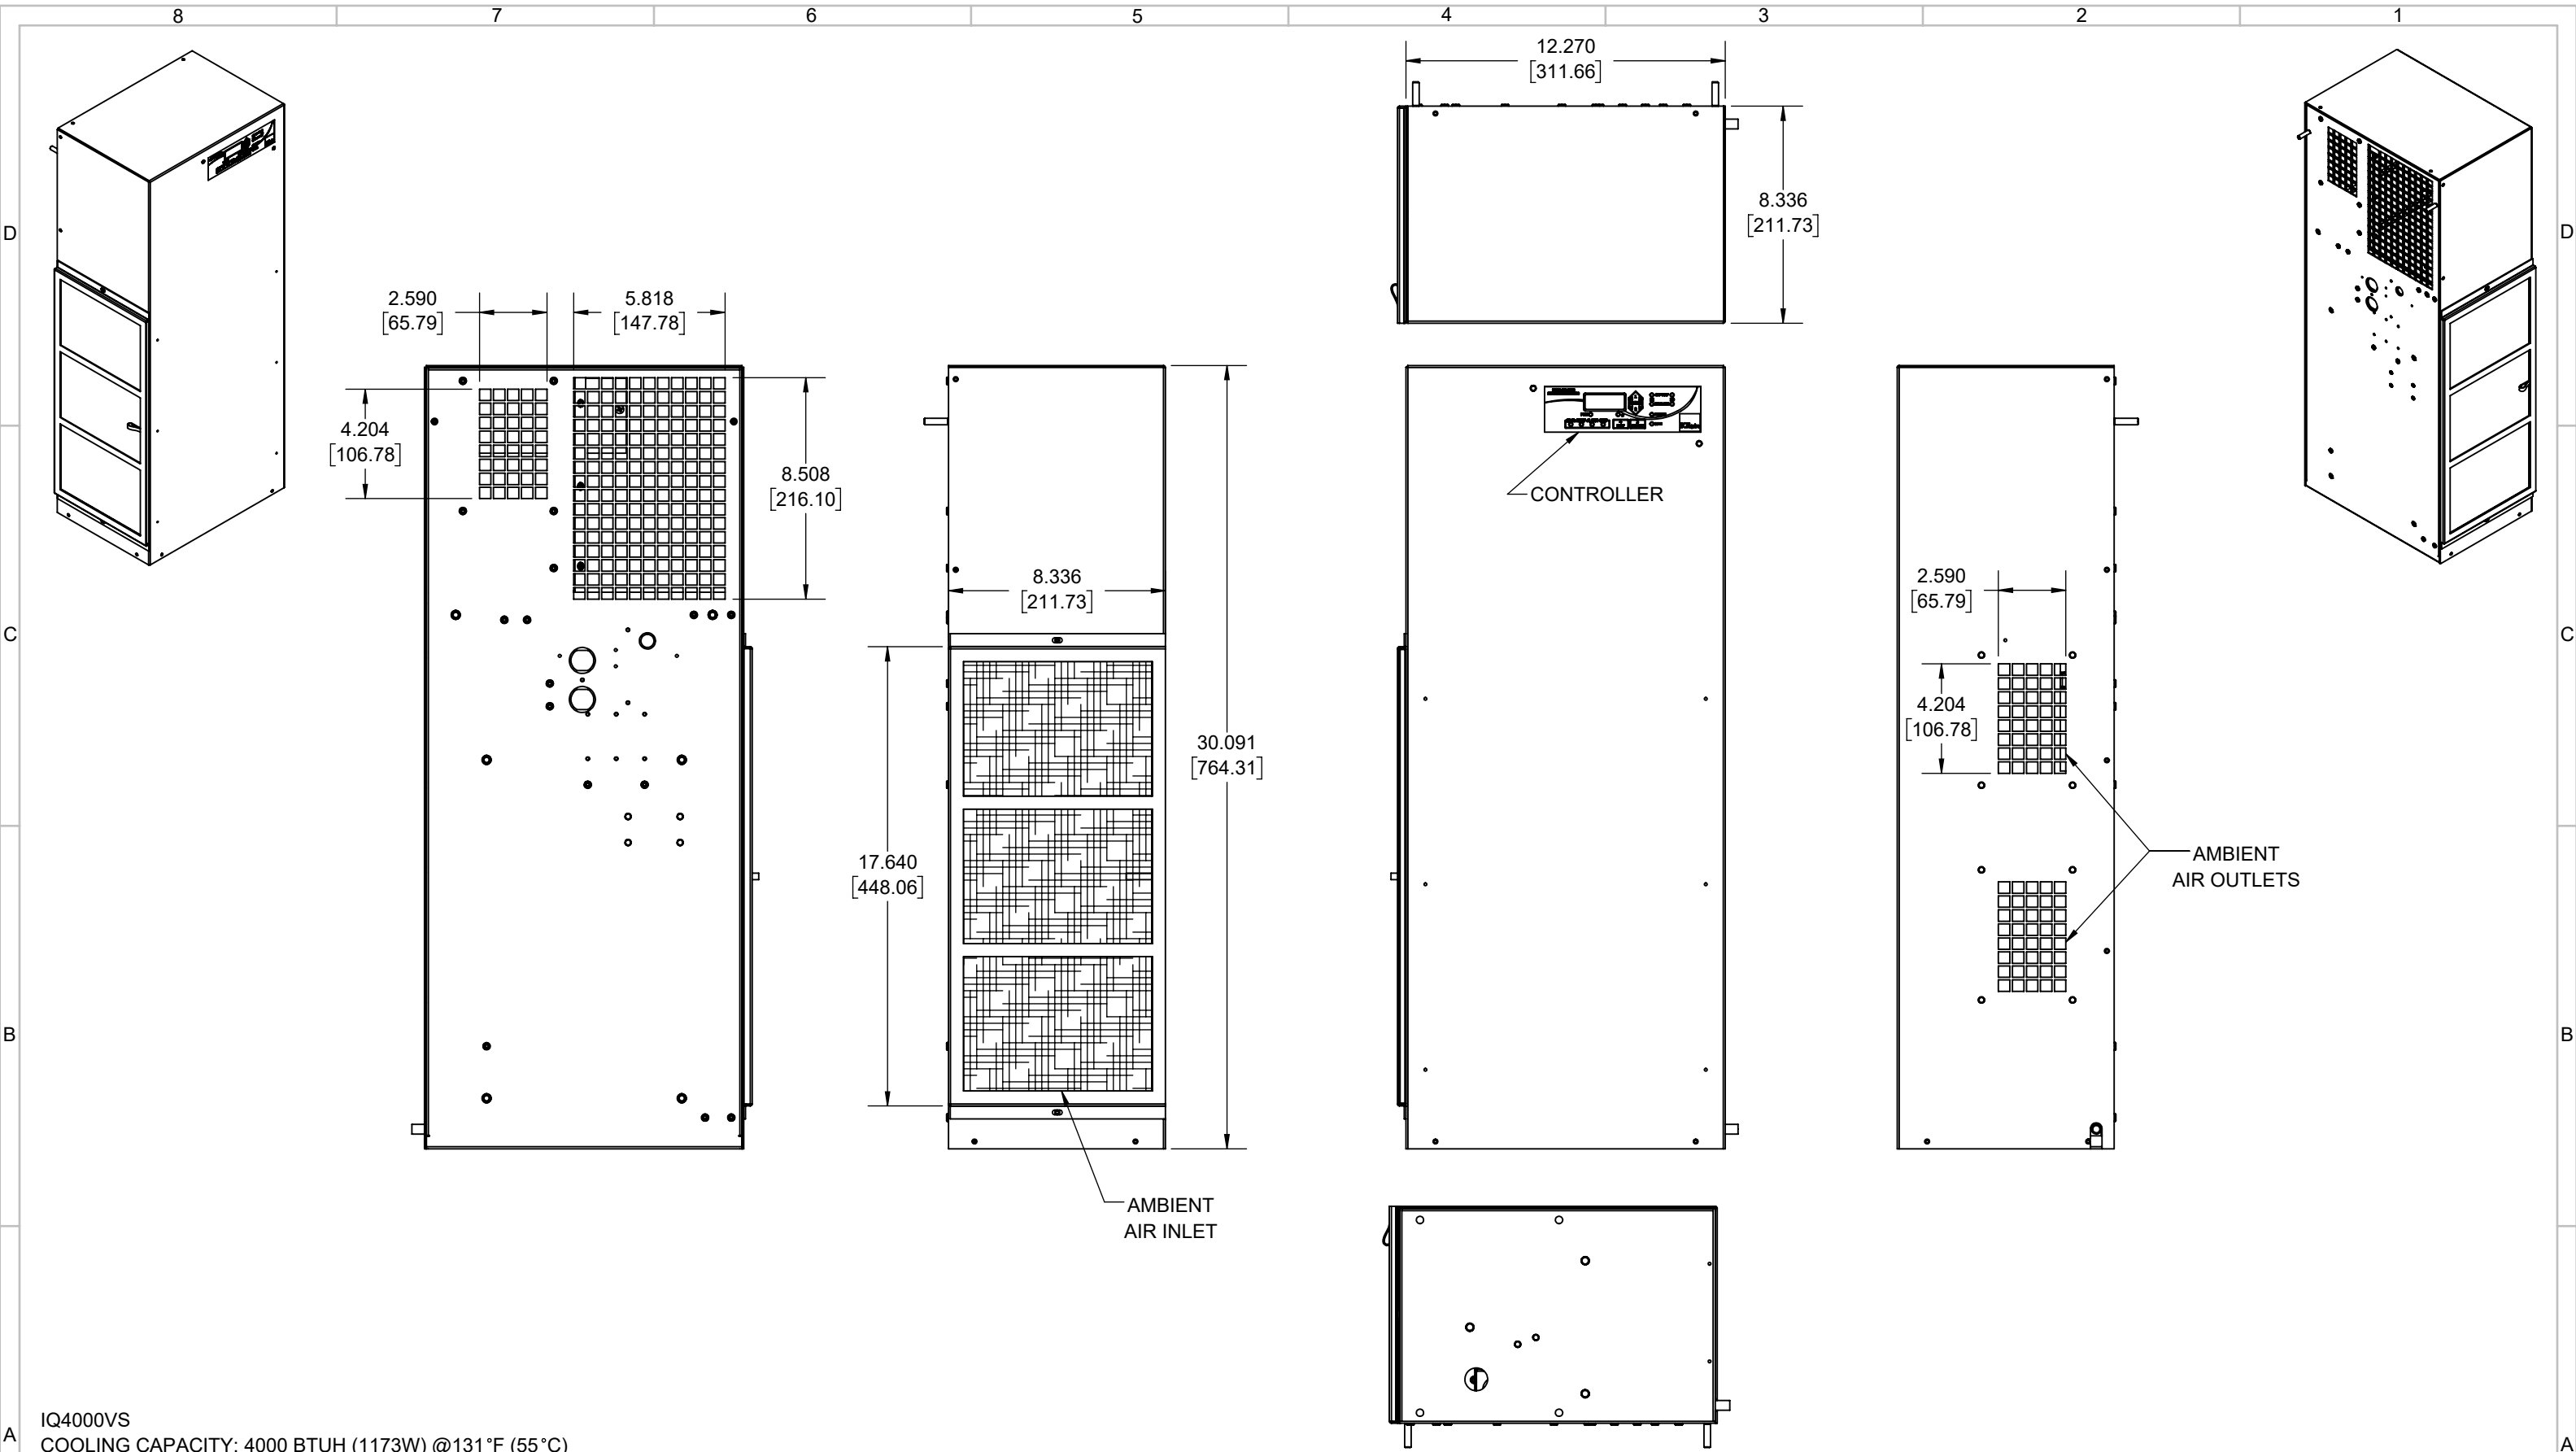 8 7 6 5 4 3 2 1
12.270
[311.66]
8.336
[211.73]
D
D
2.590
[65.79]
5.818
[147.78]
4.204
[106.78]
8.508
[216.10]
CONTROLLER
8.336
[211.73]
2.590
[65.79]
C
C
4.204
[106.78]
30.091
[764.31]
17.640
[448.06]
AMBIENT
AIR OUTLETS
B
B
AMBIENT
AIR INLET
IQ4000VS
A
A
COOLING CAPACITY: 4000 BTUH (1173W) @131°F (55°C)